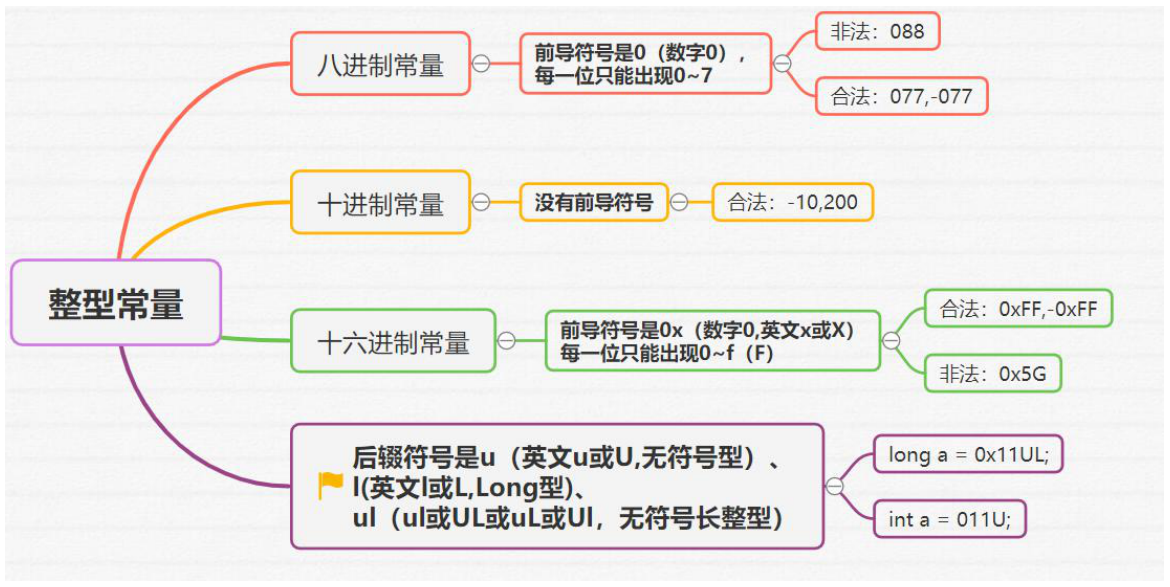 整型常量
八进制常量
前导符号是0（数字0），
每一位只能出现0~7
非法：088
合法：077,-077
十进制常量
没有前导符号
合法：-10,200
十六进制常量
前导符号是0x（数字0,英文x或X）
每一位只能出现0~f（F）
合法：0xFF,-0xFF
非法：0x5G
后辍符号是u（英文u或U,无符号型）、
l(英文l或L,Long型)、
ul（ul或UL或uL或Ul，无符号长整型）
long a = 0x11UL;
int a = 011U;